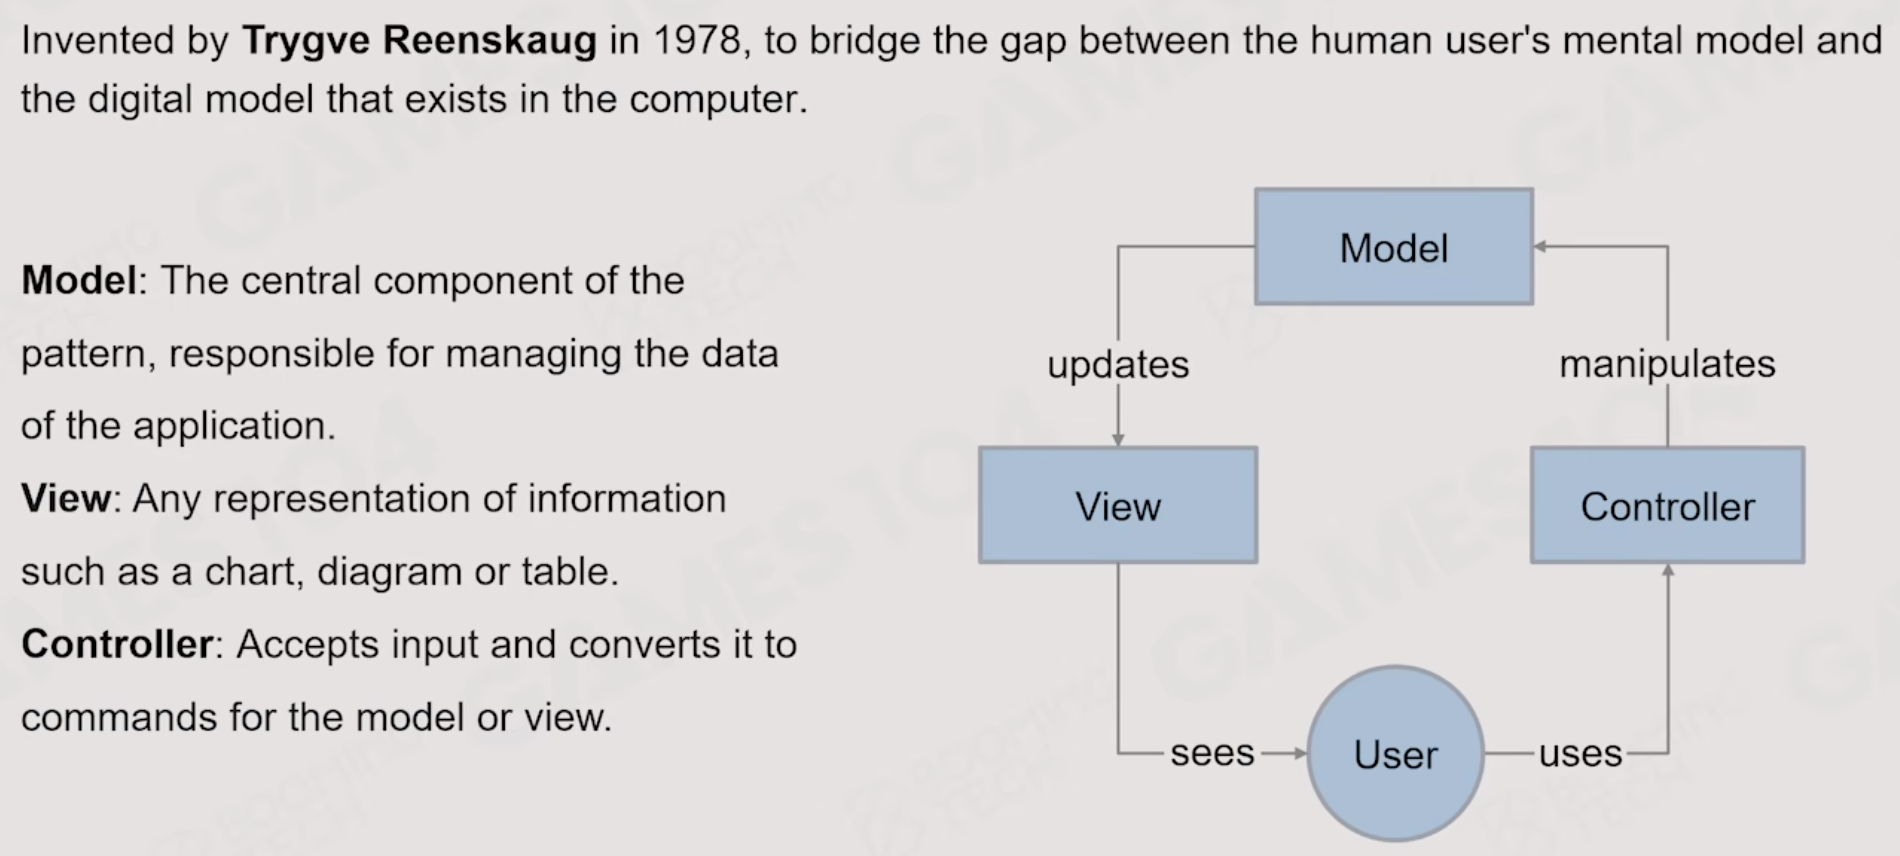 Invented by Trygve Reenskaug in 1978, to bridge the gap between the human user's mental model and
the digital model that exists in the computer.
Model: The central component of the
pattern, responsible for managing the data
of the application.
View: Any representation of information
such as a chart, diagram or table.
Controller: Accepts input and converts it to
commands for the model or view.
Model
updates
manipulates
View
Controller
sees
User
uses
GAMES104
BOOMING
TECH